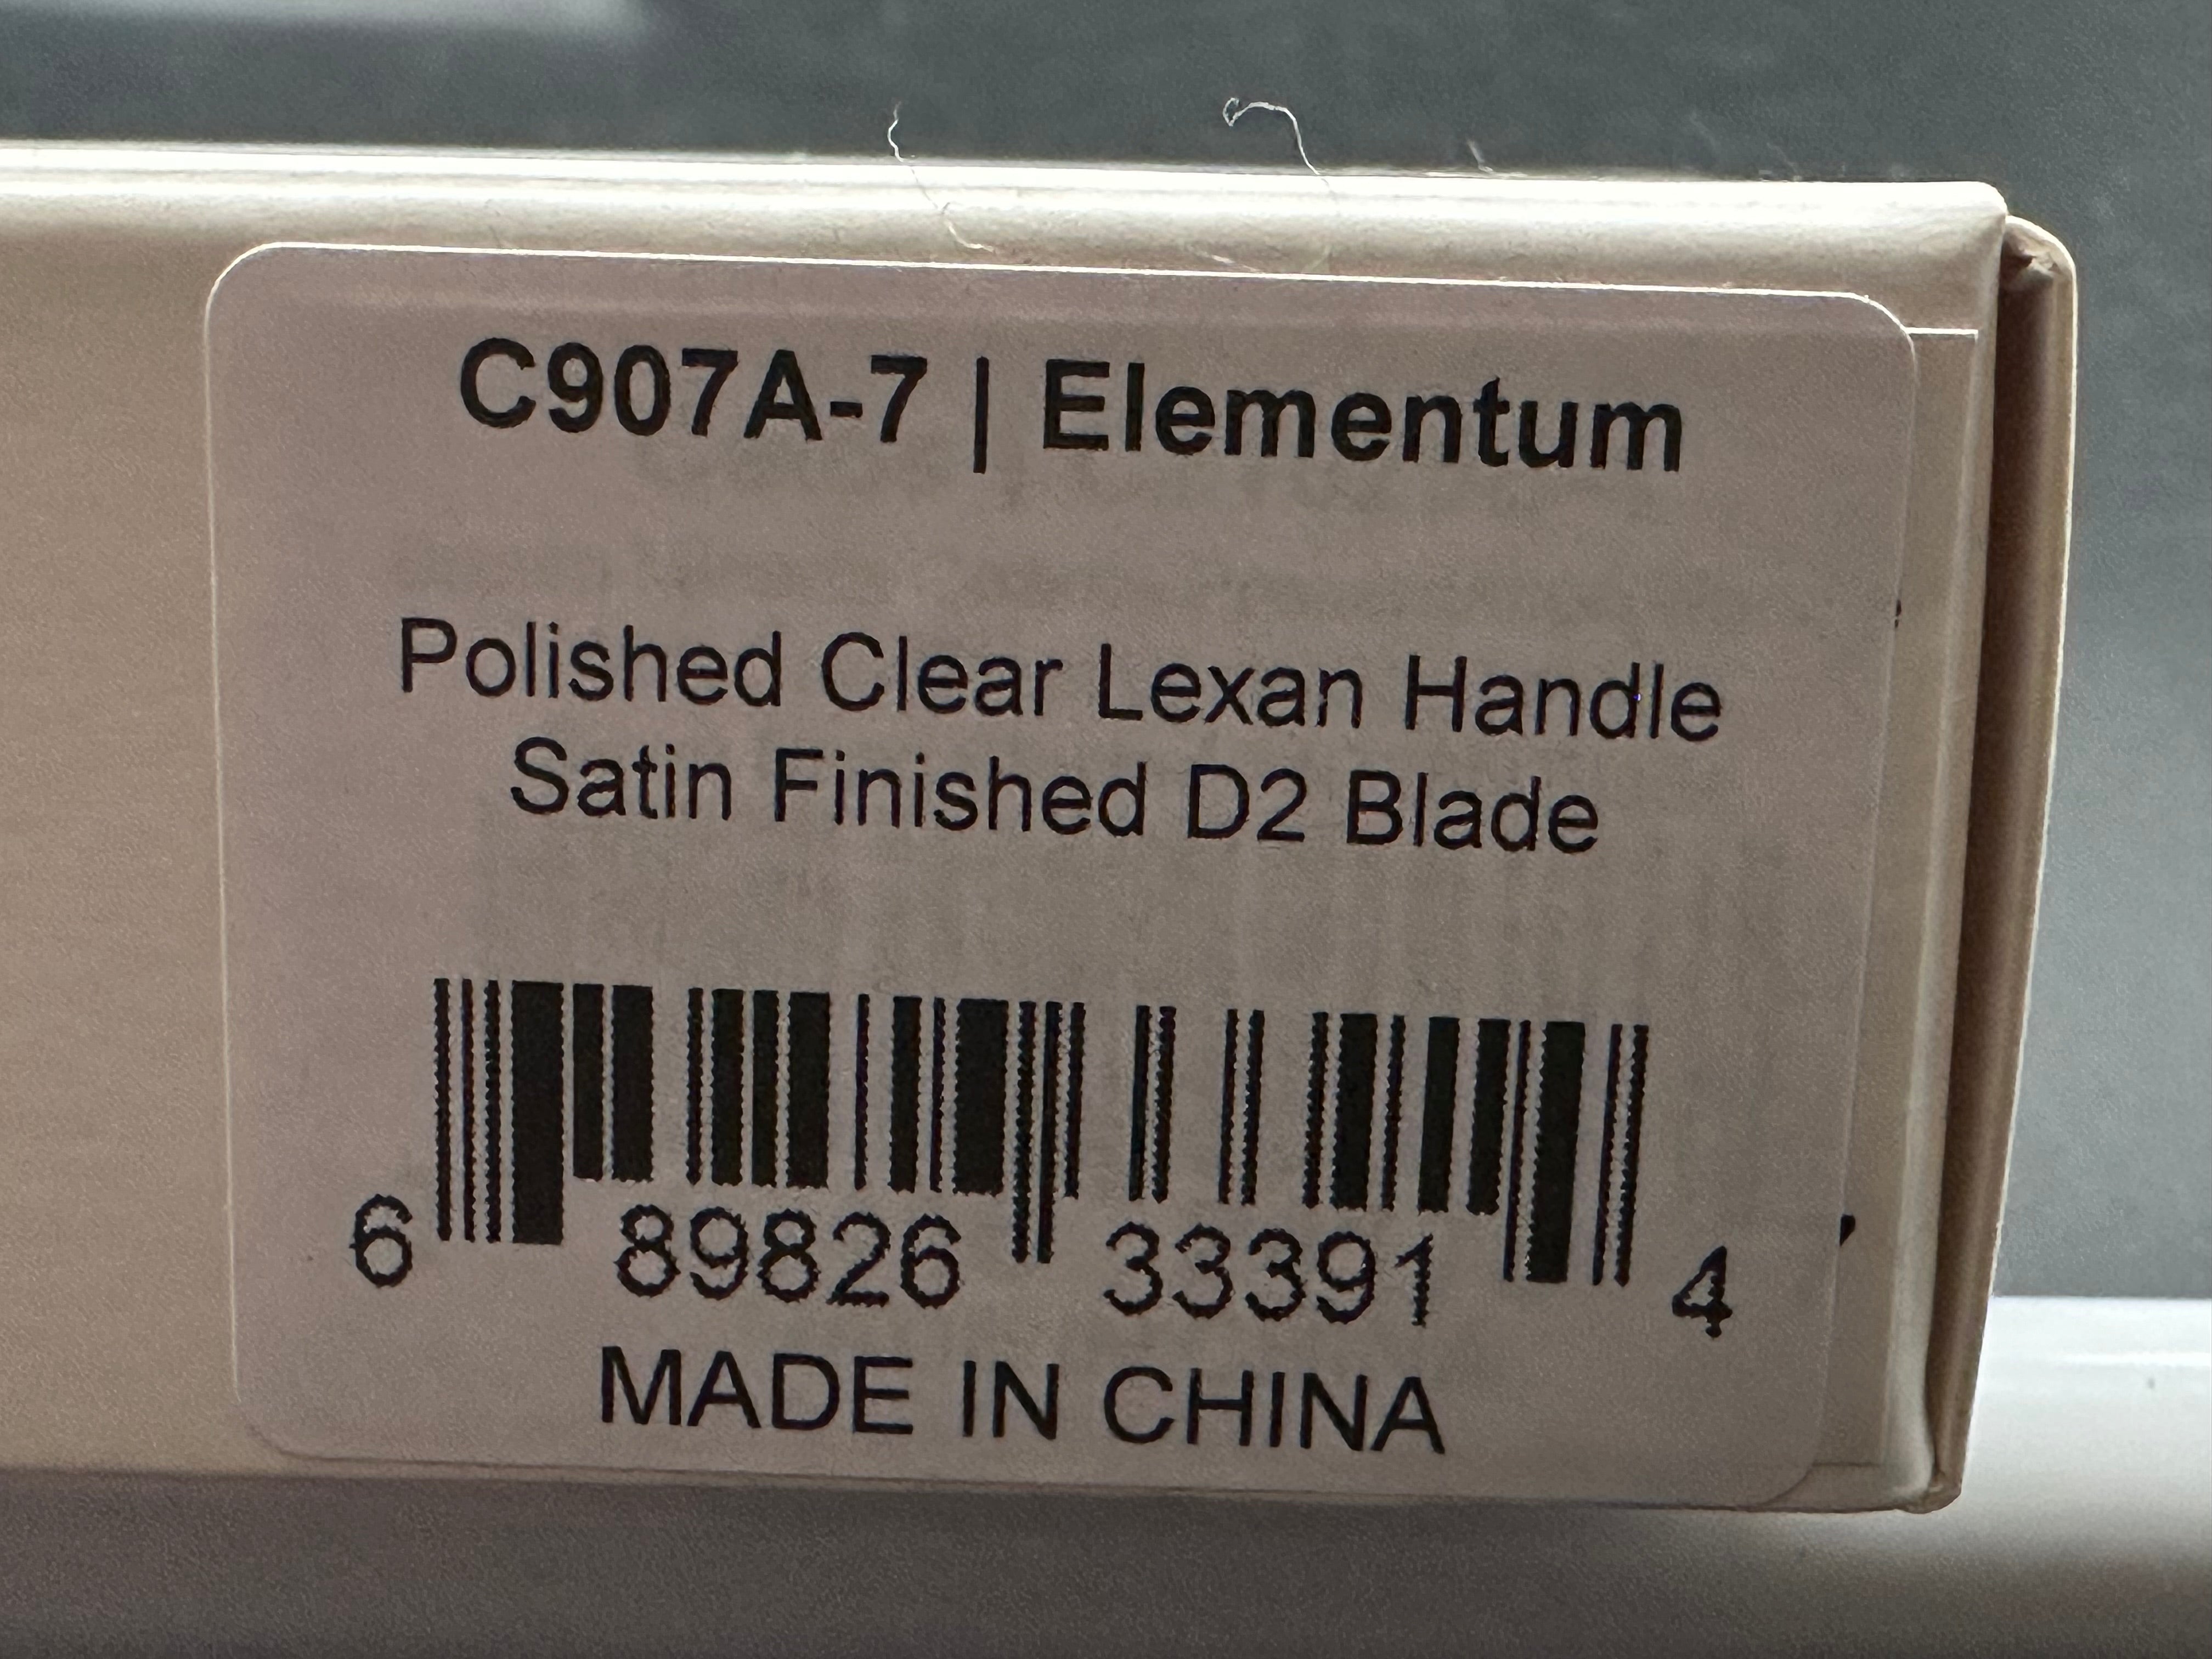 C907A-7 | Elementum
Polished Clear Lexan Handle
Satin Finished D2 Blade
6 89826 33391 4
MADE IN CHINA